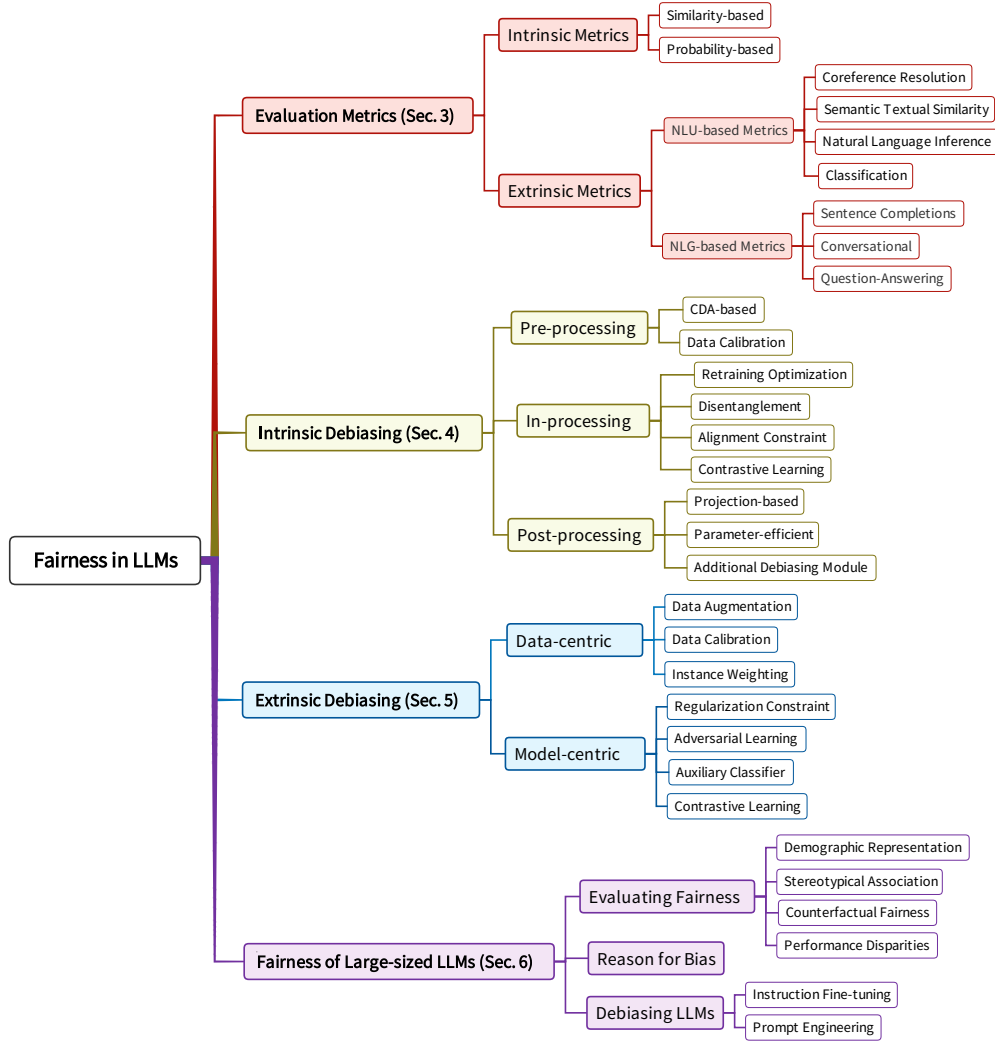 Fairness in LLMs
Evaluation Metrics (Sec. 3)
Intrinsic Metrics
Similarity-based
Probability-based
Extrinsic Metrics
NLU-based Metrics
Coreference Resolution
Semantic Textual Similarity
Natural Language Inference
Classification
NLG-based Metrics
Sentence Completions
Conversational
Question-Answering
Intrinsic Debiasing (Sec. 4)
Pre-processing
CDA-based
Data Calibration
In-processing
Retraining Optimization
Disentanglement
Alignment Constraint
Contrastive Learning
Post-processing
Projection-based
Parameter-efficient
Additional Debiasing Module
Extrinsic Debiasing (Sec. 5)
Data-centric
Data Augmentation
Data Calibration
Instance Weighting
Model-centric
Regularization Constraint
Adversarial Learning
Auxiliary Classifier
Contrastive Learning
Fairness of Large-sized LLMs (Sec. 6)
Evaluating Fairness
Demographic Representation
Stereotypical Association
Counterfactual Fairness
Performance Disparities
Reason for Bias
Debiasing LLMs
Instruction Fine-tuning
Prompt Engineering